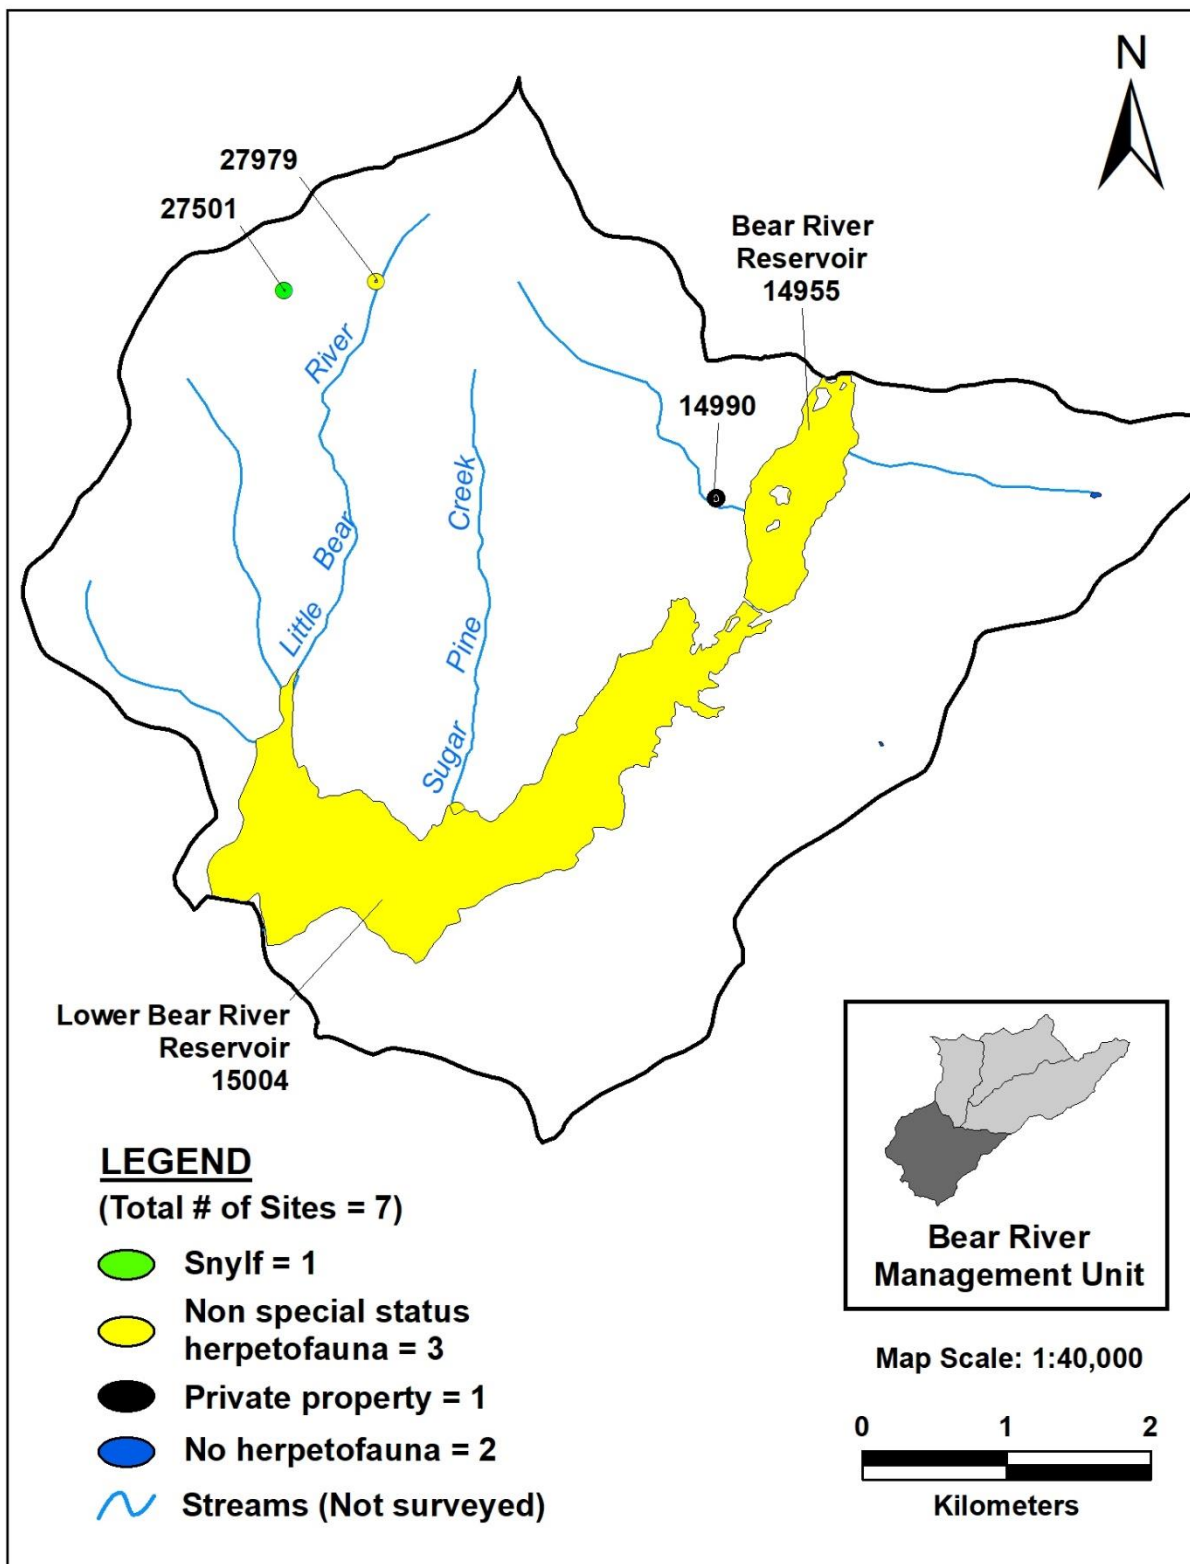 N
27979
27501
Bear River
Reservoir
14955
14990
Little Bear River
Sugar Pine Creek
Lower Bear River
Reservoir
15004
LEGEND
(Total # of Sites = 7)
Snylf = 1
Non special status
herpetofauna = 3
Private property = 1
No herpetofauna = 2
Streams (Not surveyed)
Bear River
Management Unit
Map Scale: 1:40,000
0 1 2
Kilometers